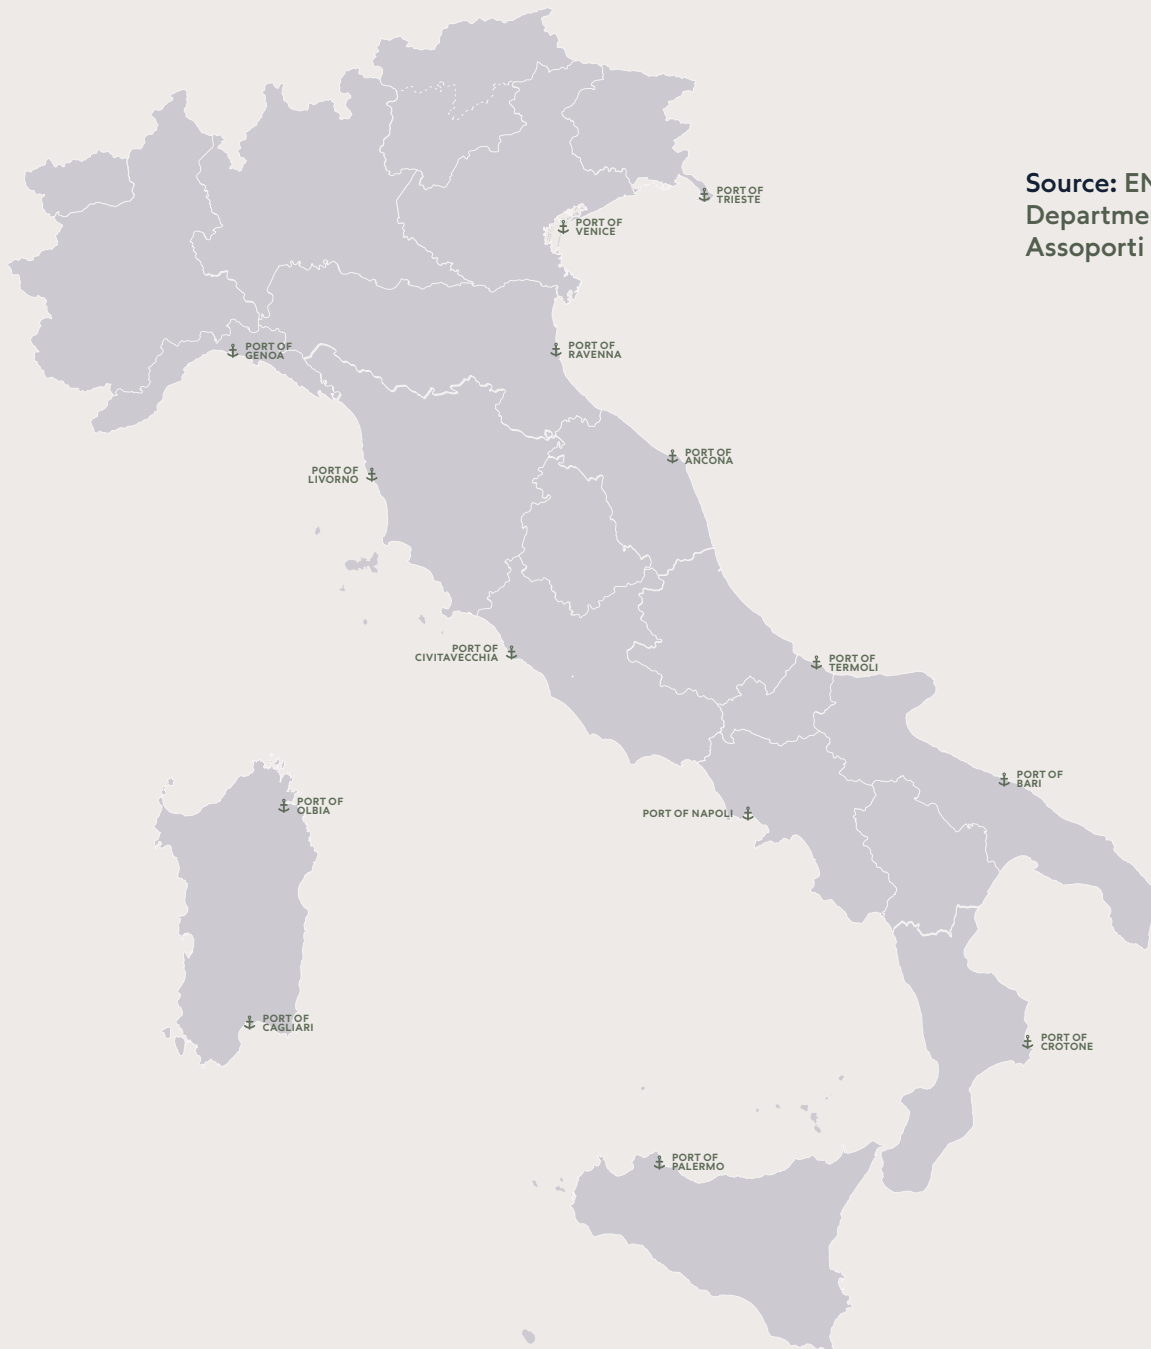 PORT OF
TRIESTE
Source: EN
Departme
Assoporti
PORT OF
VENICE
PORT OF
GENOA
PORT OF
RAVENNA
PORT OF
ANCONA
PORT OF
LIVORNO
PORT OF
CIVITAVECCHIA
PORT OF
TERMOLI
PORT OF
BARI
PORT OF
OLBIA
PORT OF NAPOLI
PORT OF
CAGLIARI
PORT OF
CROTONE
PORT OF
PALERMO